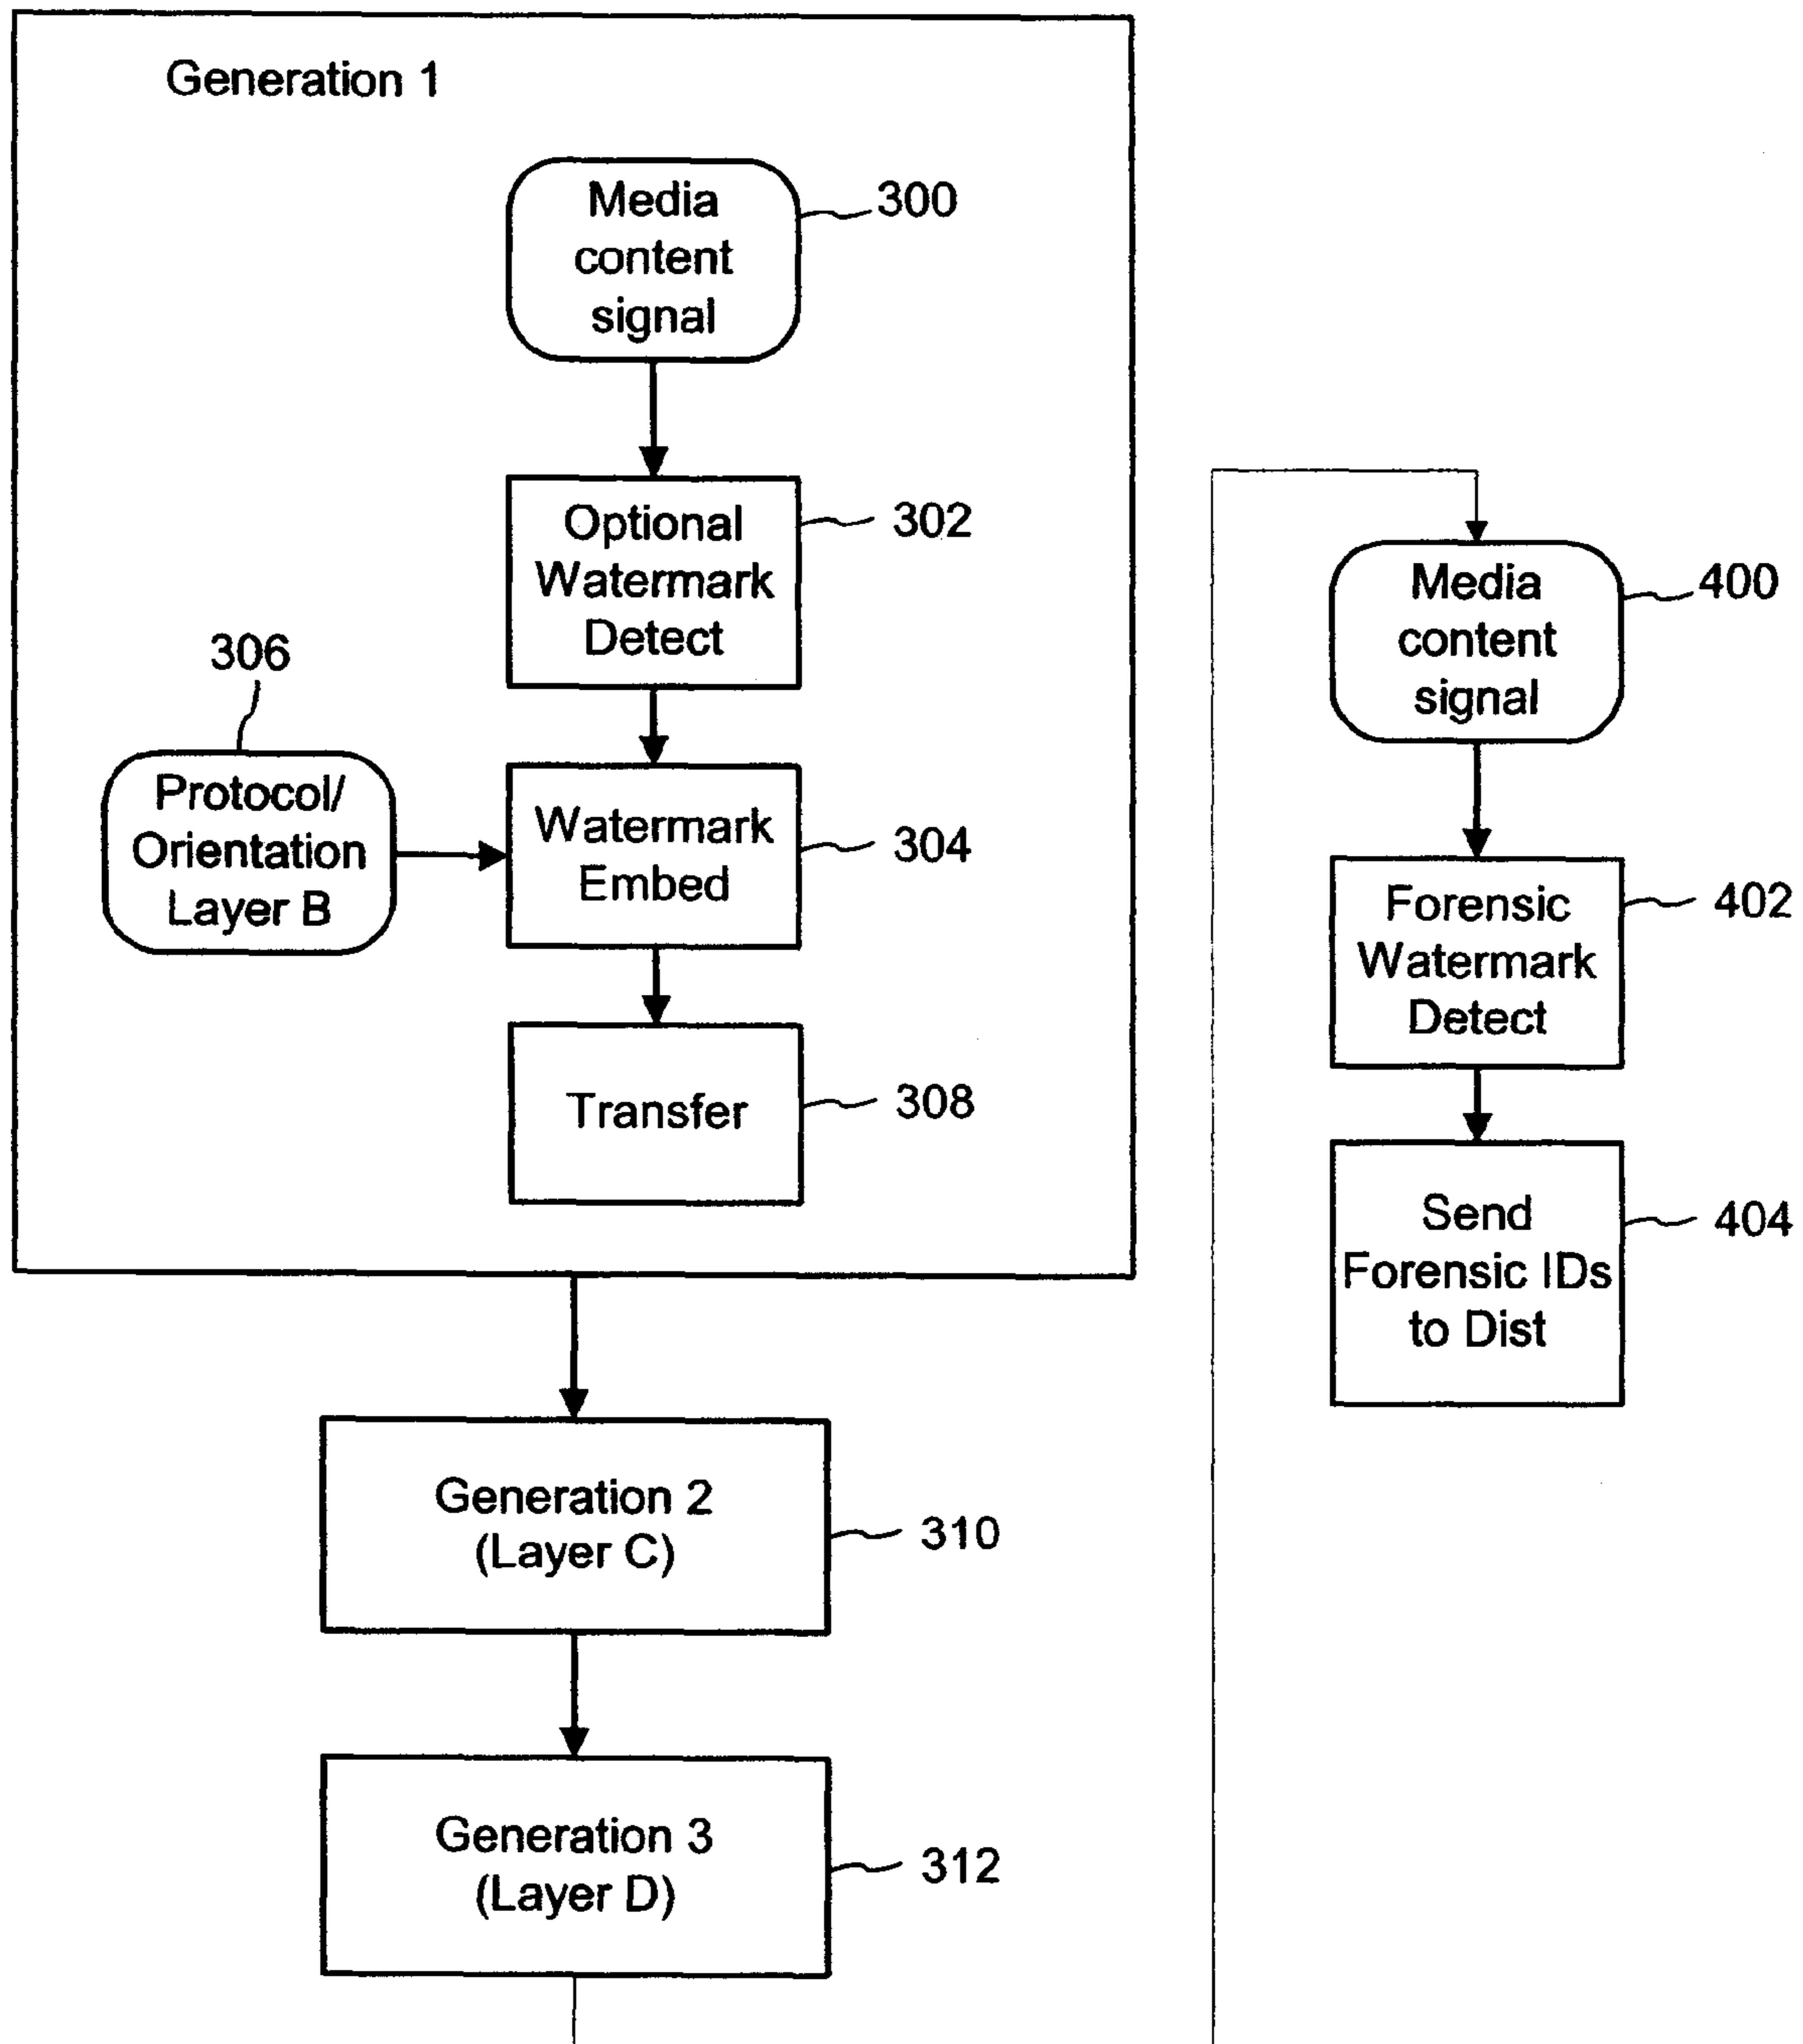 Generation 1
Media
content
signal
300
Optional
Watermark
Detect
302
306
Protocol/
Orientation
Layer B
Watermark
Embed
304
Transfer
308
Generation 2
(Layer C)
310
Generation 3
(Layer D)
312
Media
content
signal
400
Forensic
Watermark
Detect
402
Send
Forensic IDs
to Dist
404